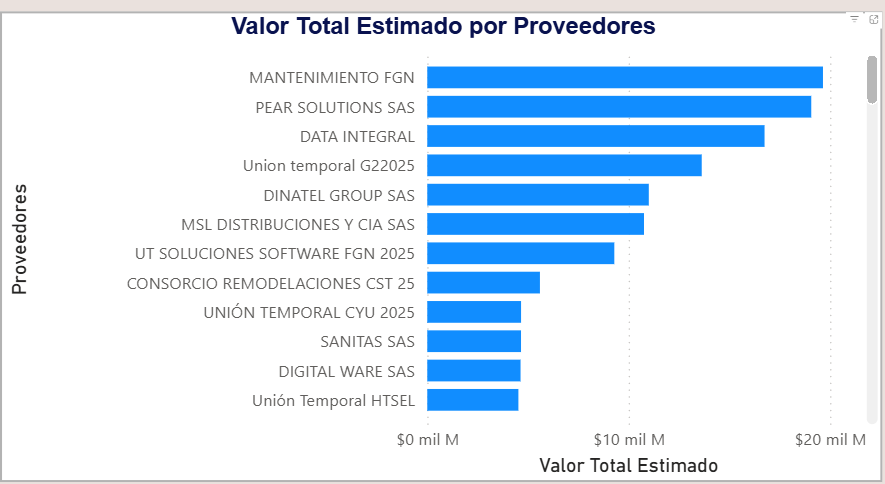 Valor Total Estimado por Proveedores
Proveedores
MANTENIMIENTO FGN
PEAR SOLUTIONS SAS
DATA INTEGRAL
Union temporal G22025
DINATEL GROUP SAS
MSL DISTRIBUCIONES Y CIA SAS
UT SOLUCIONES SOFTWARE FGN 2025
CONSORCIO REMODELACIONES CST 25
UNIÓN TEMPORAL CYU 2025
SANITAS SAS
DIGITAL WARE SAS
Unión Temporal HTSEL
$0 mil M $10 mil M $20 mil M
Valor Total Estimado